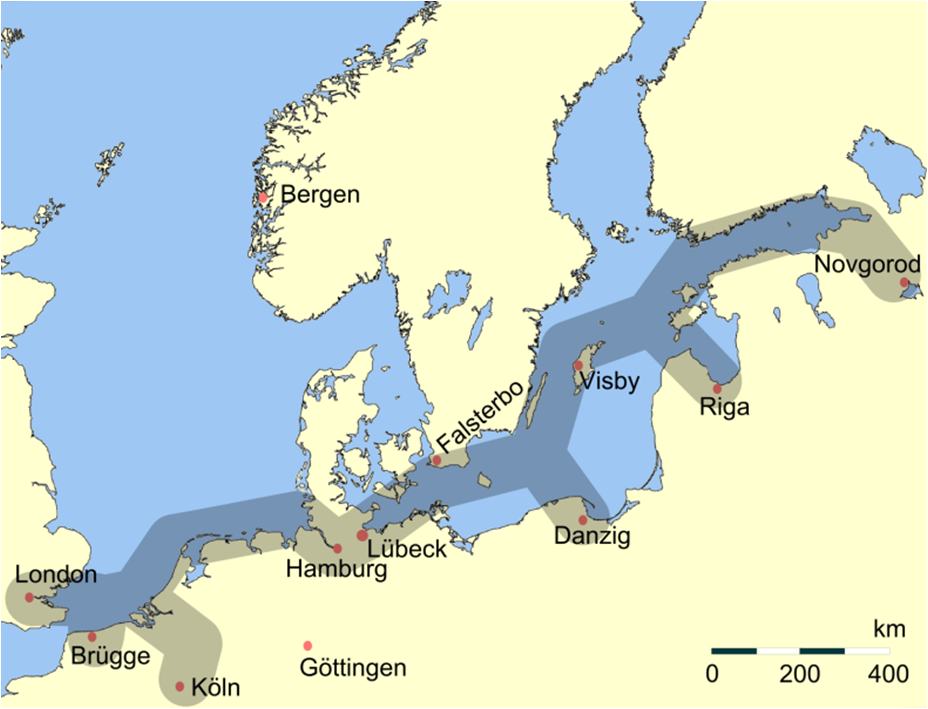 Bergen
Novgorod
Visby
Falsterbo
Riga
Danzig
Lübeck
Hamburg
London
Brügge
Göttingen
Köln
km
0 200 400